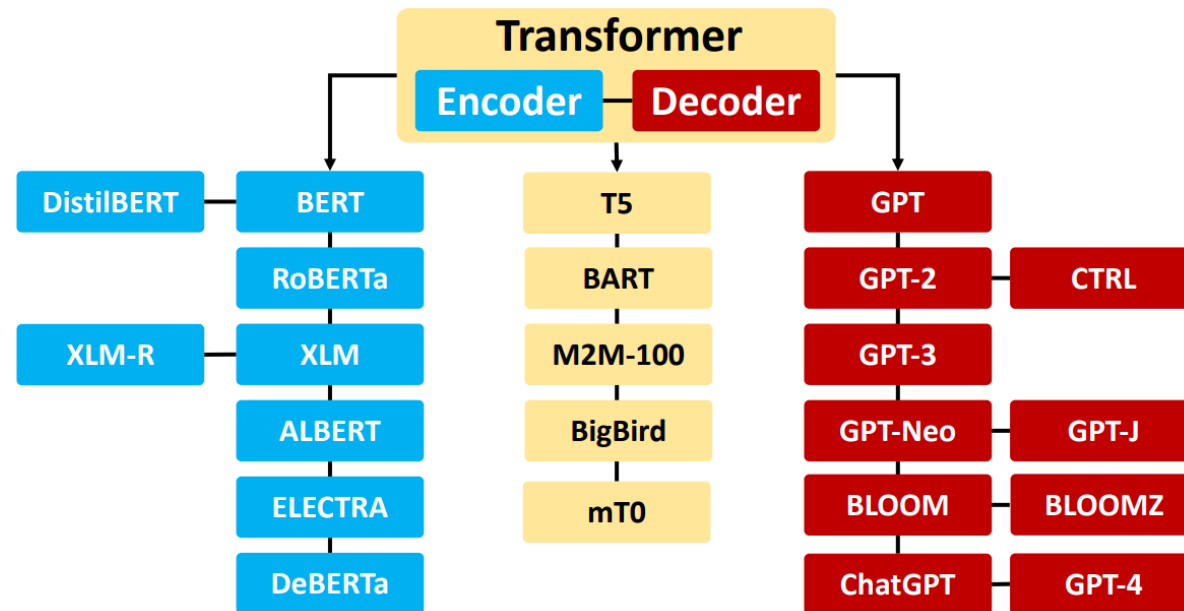 Transformer
Encoder
Decoder
DistilBERT
BERT
T5
GPT
RoBERTa
BART
GPT-2
CTRL
XLM-R
XLM
M2M-100
GPT-3
ALBERT
BigBird
GPT-Neo
GPT-J
ELECTRA
mT0
BLOOM
BLOOMZ
DeBERTa
ChatGPT
GPT-4